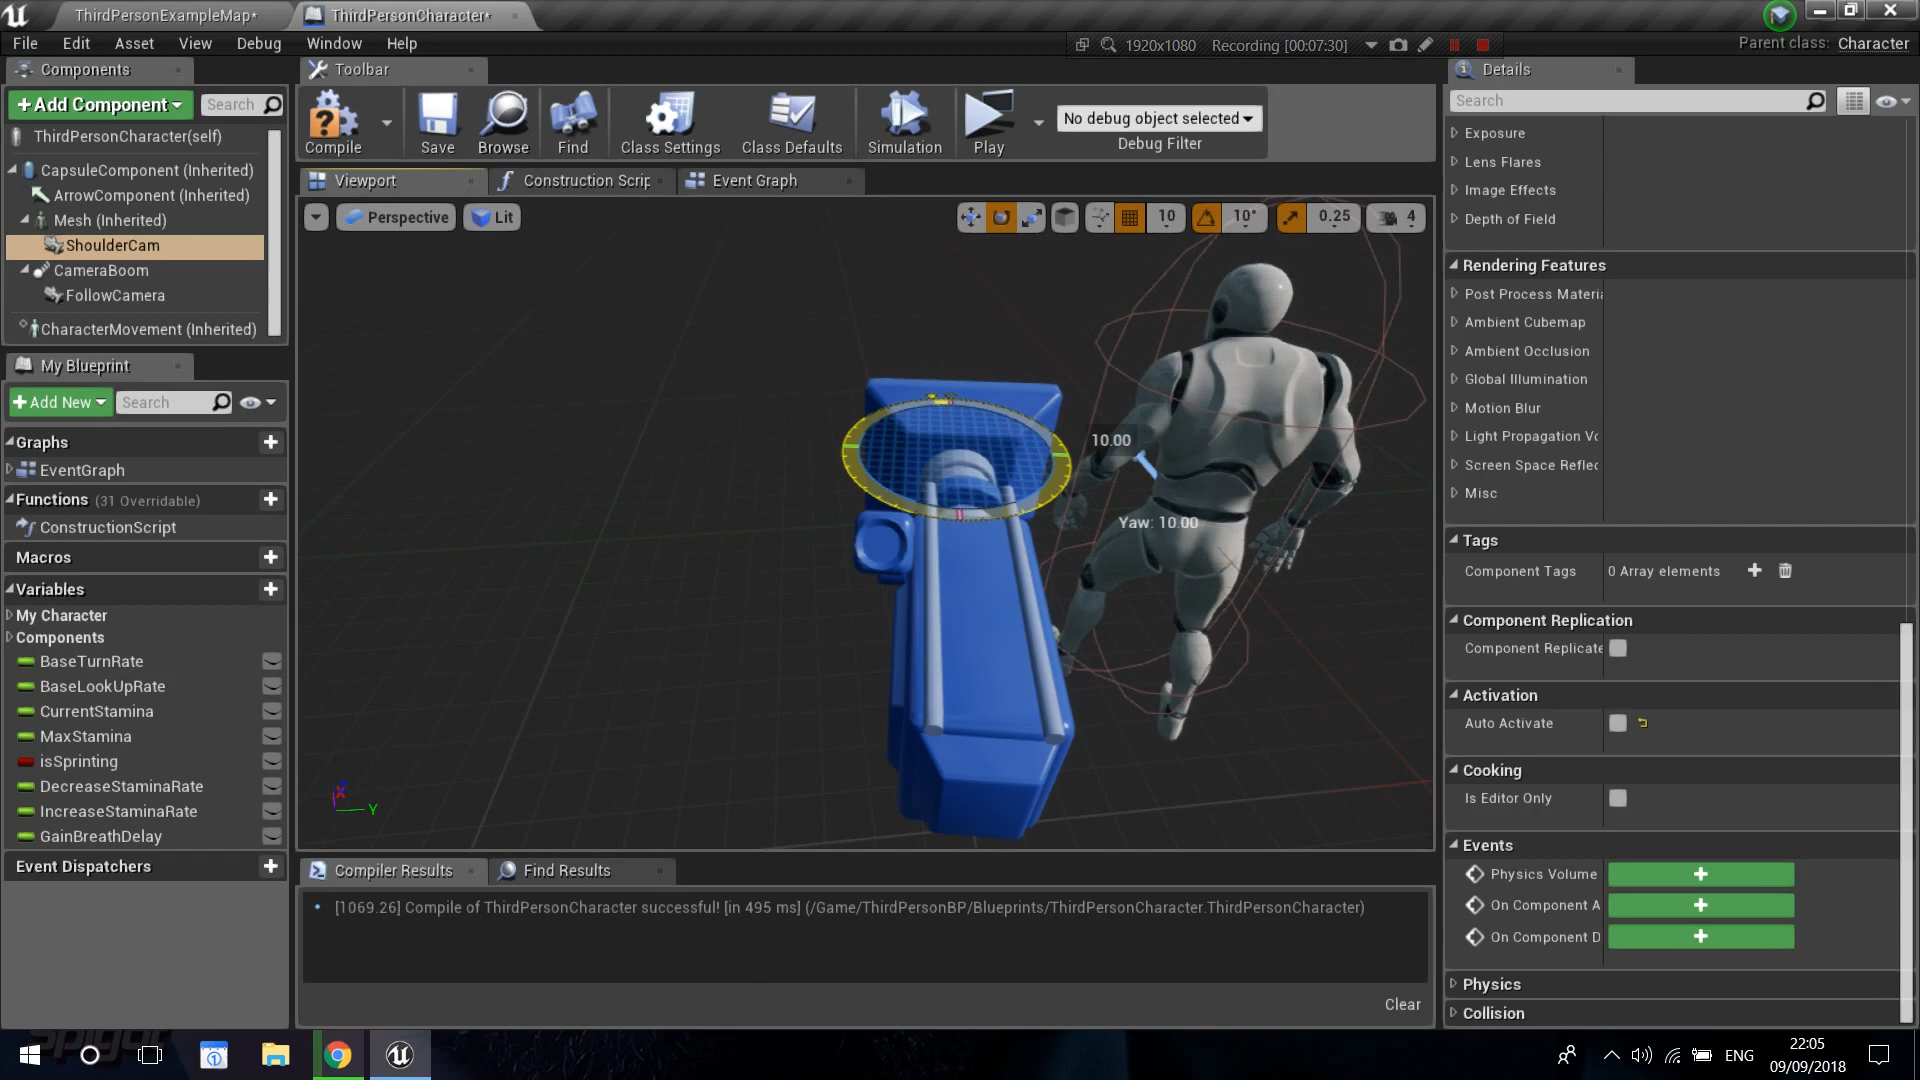 ThirdPersonExampleMap*
ThirdPersonCharacter*
File Edit Asset View Debug Window Help
1920x1080 Recording [00:07:30]
Parent class: Character
Components
Toolbar
Details
+Add Component
Search
Search
ThirdPersonCharacter(self)
CapsuleComponent (Inherited)
ArrowComponent (Inherited)
Mesh (Inherited)
ShoulderCam
CameraBoom
FollowCamera
CharacterMovement (Inherited)
Compile Save Browse Find Class Settings Class Defaults Simulation Play
No debug object selected
Debug Filter
Viewport
Construction Scrip
Event Graph
Perspective Lit
10 10° 0.25 4
10.00
Yaw: 10.00
X
Y
My Blueprint
+Add New
Search
Graphs
EventGraph
Functions (31 Overridable)
ConstructionScript
Macros
Variables
My Character
Components
BaseTurnRate
BaseLookUpRate
CurrentStamina
MaxStamina
isSprinting
DecreaseStaminaRate
IncreaseStaminaRate
GainBreathDelay
Event Dispatchers
Compiler Results
Find Results
[1069.26] Compile of ThirdPersonCharacter successful! [in 495 ms] (/Game/ThirdPersonBP/Blueprints/ThirdPersonCharacter.ThirdPersonCharacter)
Clear
Exposure
Lens Flares
Image Effects
Depth of Field
Rendering Features
Post Process Materia
Ambient Cubemap
Ambient Occlusion
Global Illumination
Motion Blur
Light Propagation Vo
Screen Space Reflec
Misc
Tags
Component Tags 0 Array elements
Component Replication
Component Replicate
Activation
Auto Activate
Cooking
Is Editor Only
Events
Physics Volume
On Component A
On Component D
Physics
Collision
ENG
22:05
09/09/2018